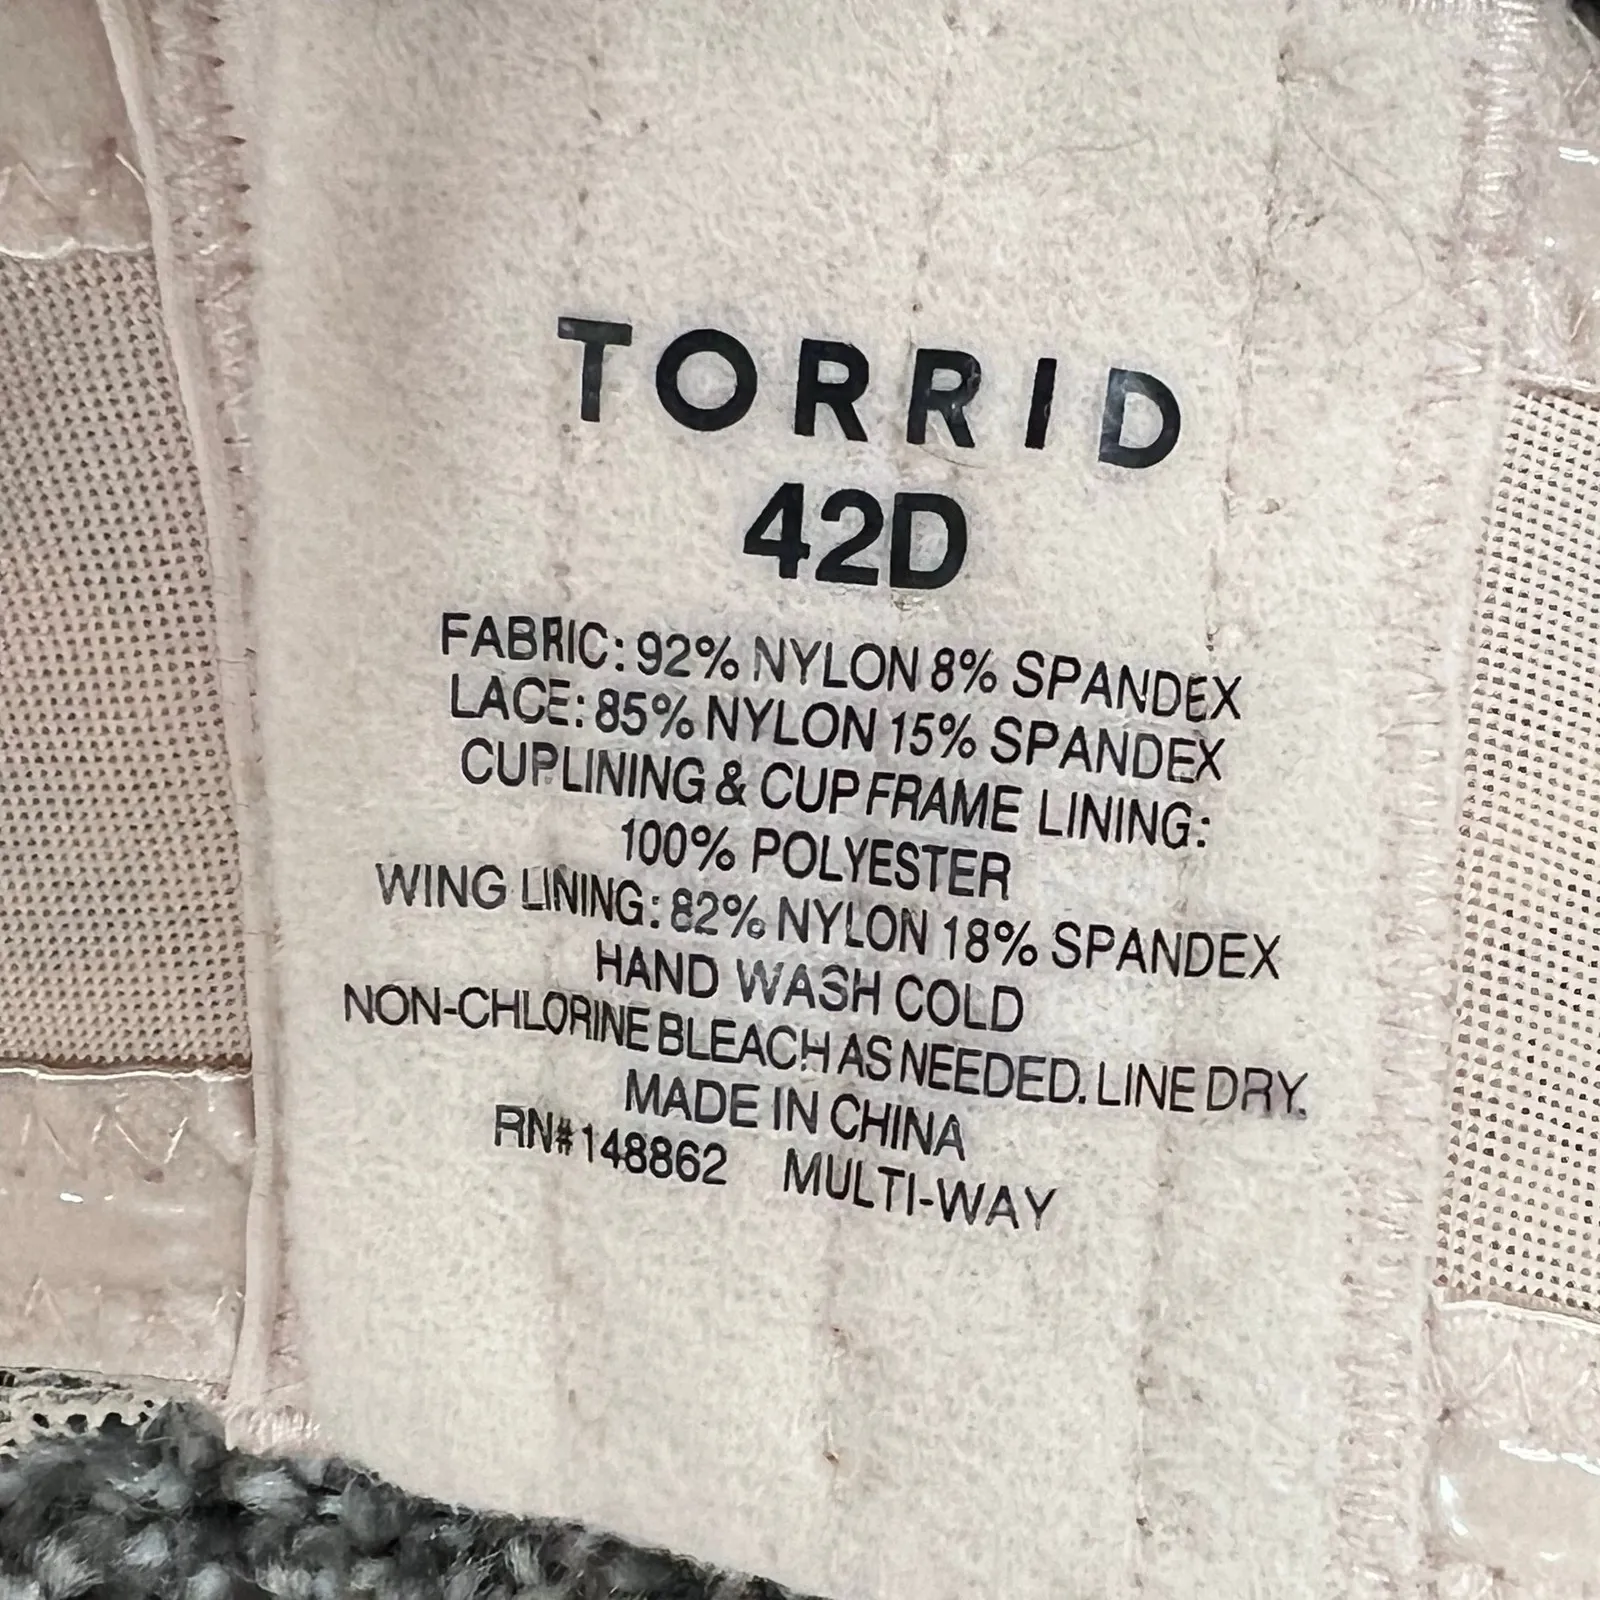 TORRID
42D
FABRIC: 92% NYLON 8% SPANDEX
LACE: 85% NYLON 15% SPANDEX
CUPLINING & CUP FRAME LINING:
100% POLYESTER
WING LINING: 82% NYLON 18% SPANDEX
HAND WASH COLD
NON-CHLORINE BLEACH AS NEEDED. LINE DRY.
MADE IN CHINA
RN#148862 MULTI-WAY